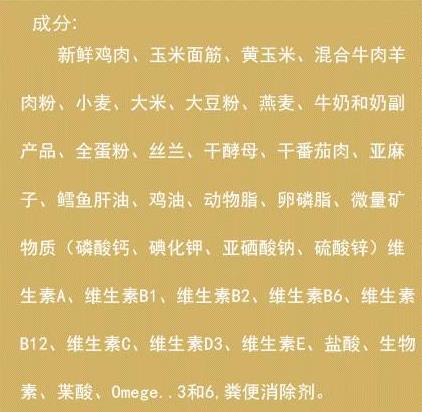 成分:
新鲜鸡肉、玉米面筋、黄玉米、混合牛肉羊
肉粉、小麦、大米、大豆粉、燕麦、牛奶和奶副
产品、全蛋粉、丝兰、干酵母、干番茄肉、亚麻
子、鳕鱼肝油、鸡油、动物脂、卵磷脂、微量矿
物质（磷酸钙、碘化钾、亚硒酸钠、硫酸锌）维
生素A、维生素B1、维生素B2、维生素B6、维生素
B12、维生素C、维生素D3、维生素E、盐酸、生物
素、枼酸、Omege..3和6,粪便消除剂。